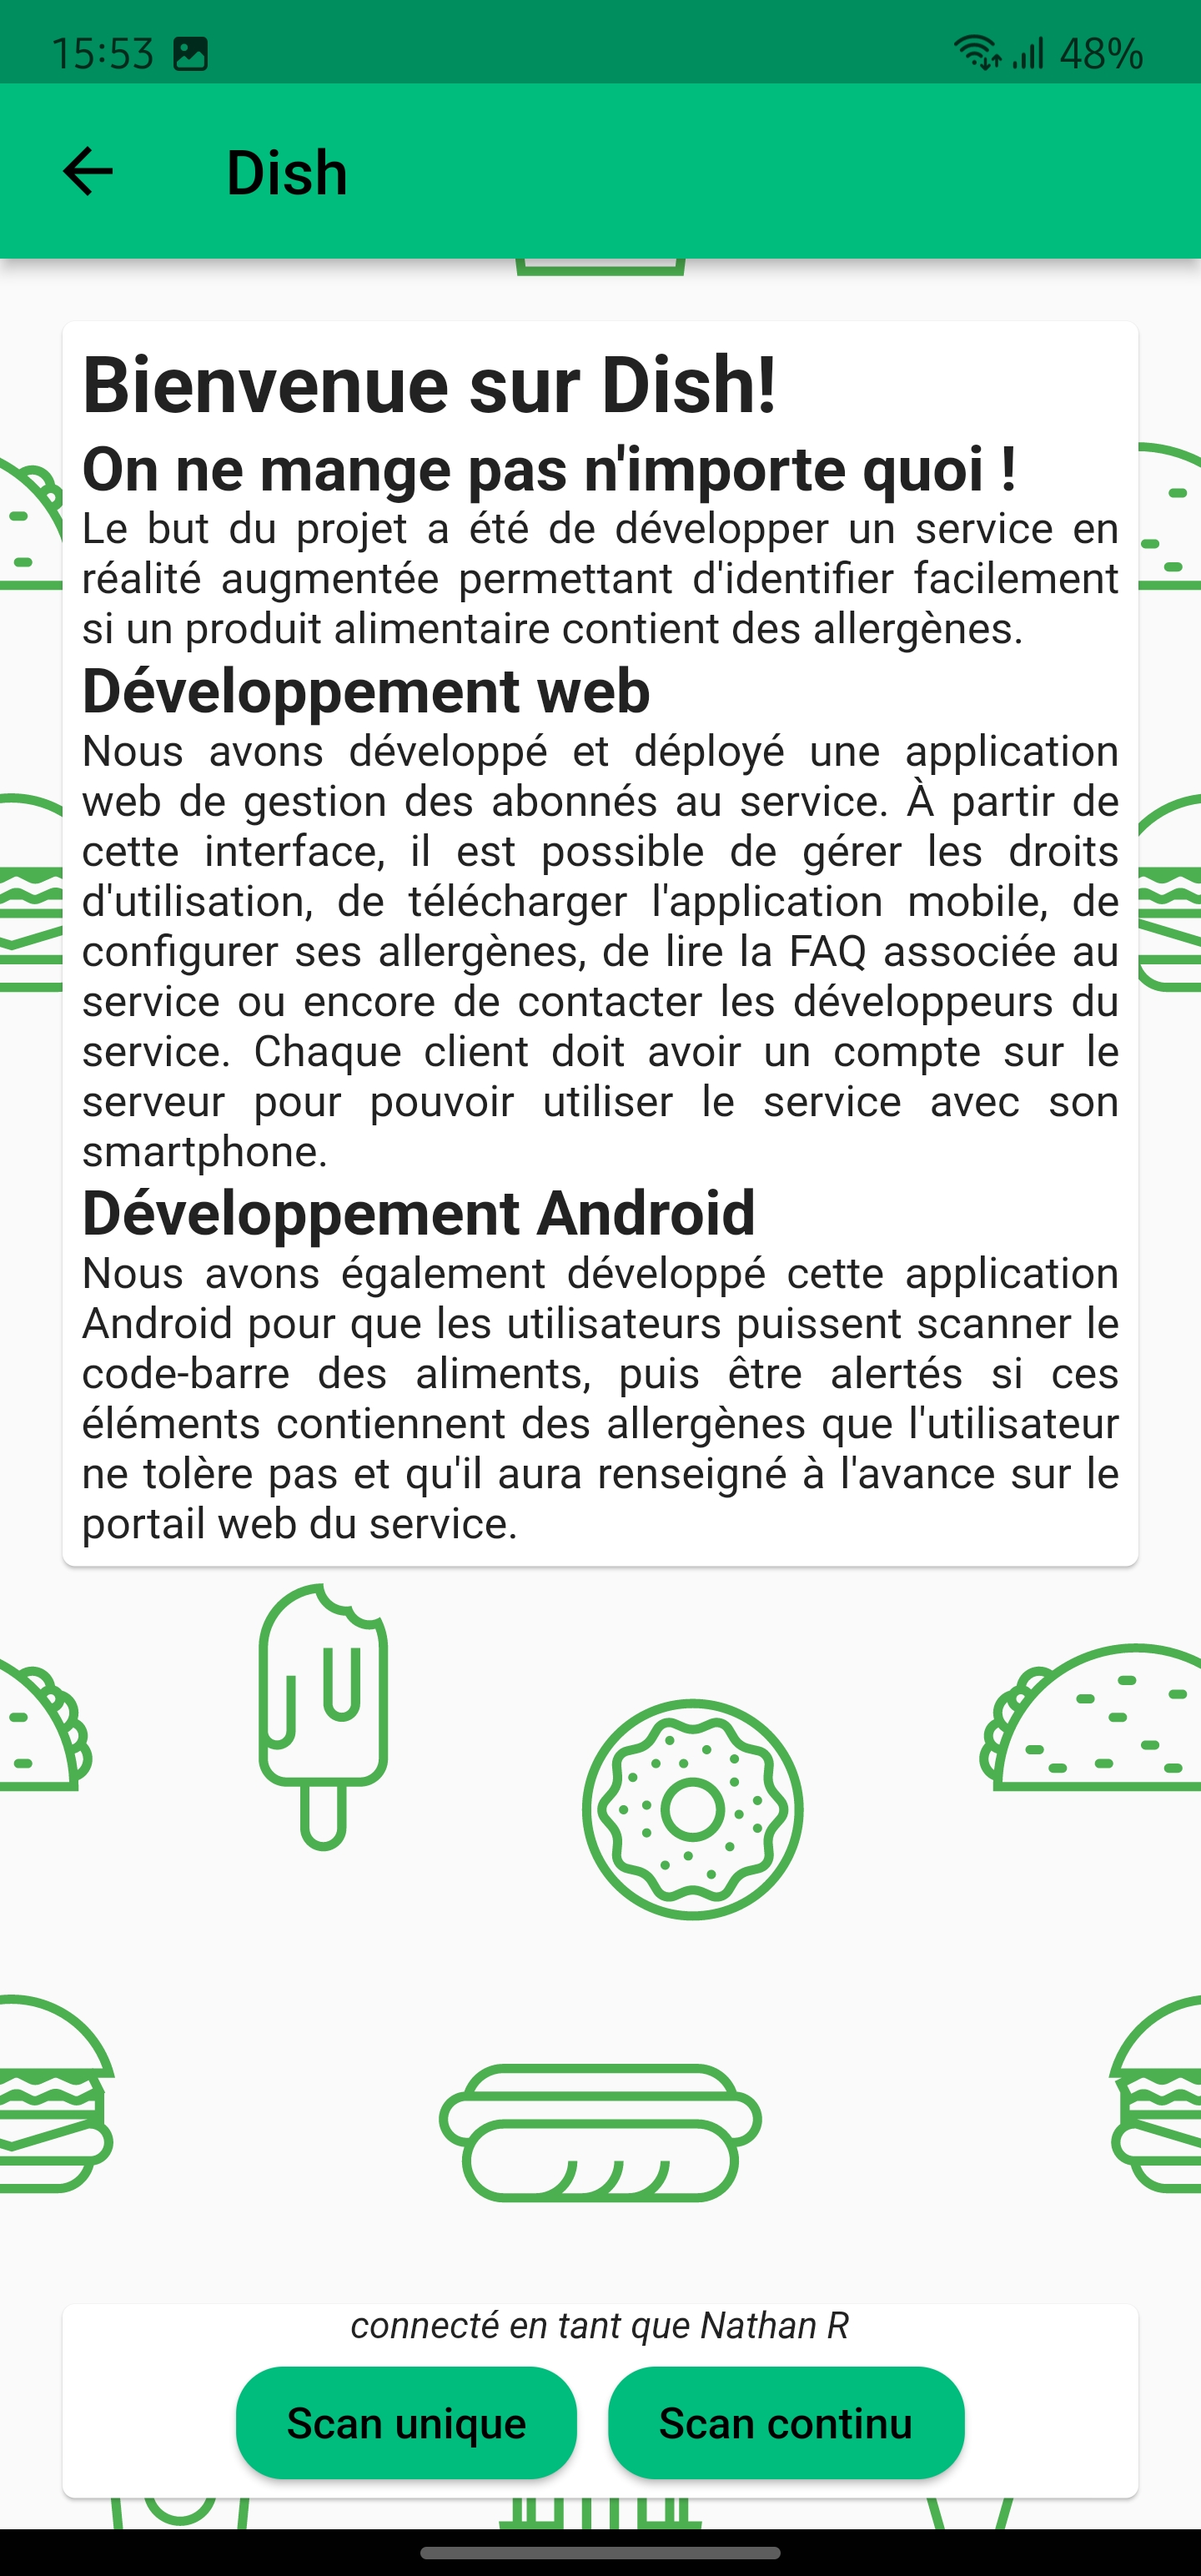 15:53
48%
Dish
Bienvenue sur Dish!
On ne mange pas n'importe quoi !
Le but du projet a été de développer un service en
réalité augmentée permettant d'identifier facilement
si un produit alimentaire contient des allergènes.
Développement web
Nous avons développé et déployé une application
web de gestion des abonnés au service. À partir de
cette interface, il est possible de gérer les droits
d'utilisation, de télécharger l'application mobile, de
configurer ses allergènes, de lire la FAQ associée au
service ou encore de contacter les développeurs du
service. Chaque client doit avoir un compte sur le
serveur pour pouvoir utiliser le service avec son
smartphone.
Développement Android
Nous avons également développé cette application
Android pour que les utilisateurs puissent scanner le
code-barre des aliments, puis être alertés si ces
éléments contiennent des allergènes que l'utilisateur
ne tolère pas et qu'il aura renseigné à l'avance sur le
portail web du service.
connecté en tant que Nathan R
Scan unique
Scan continu